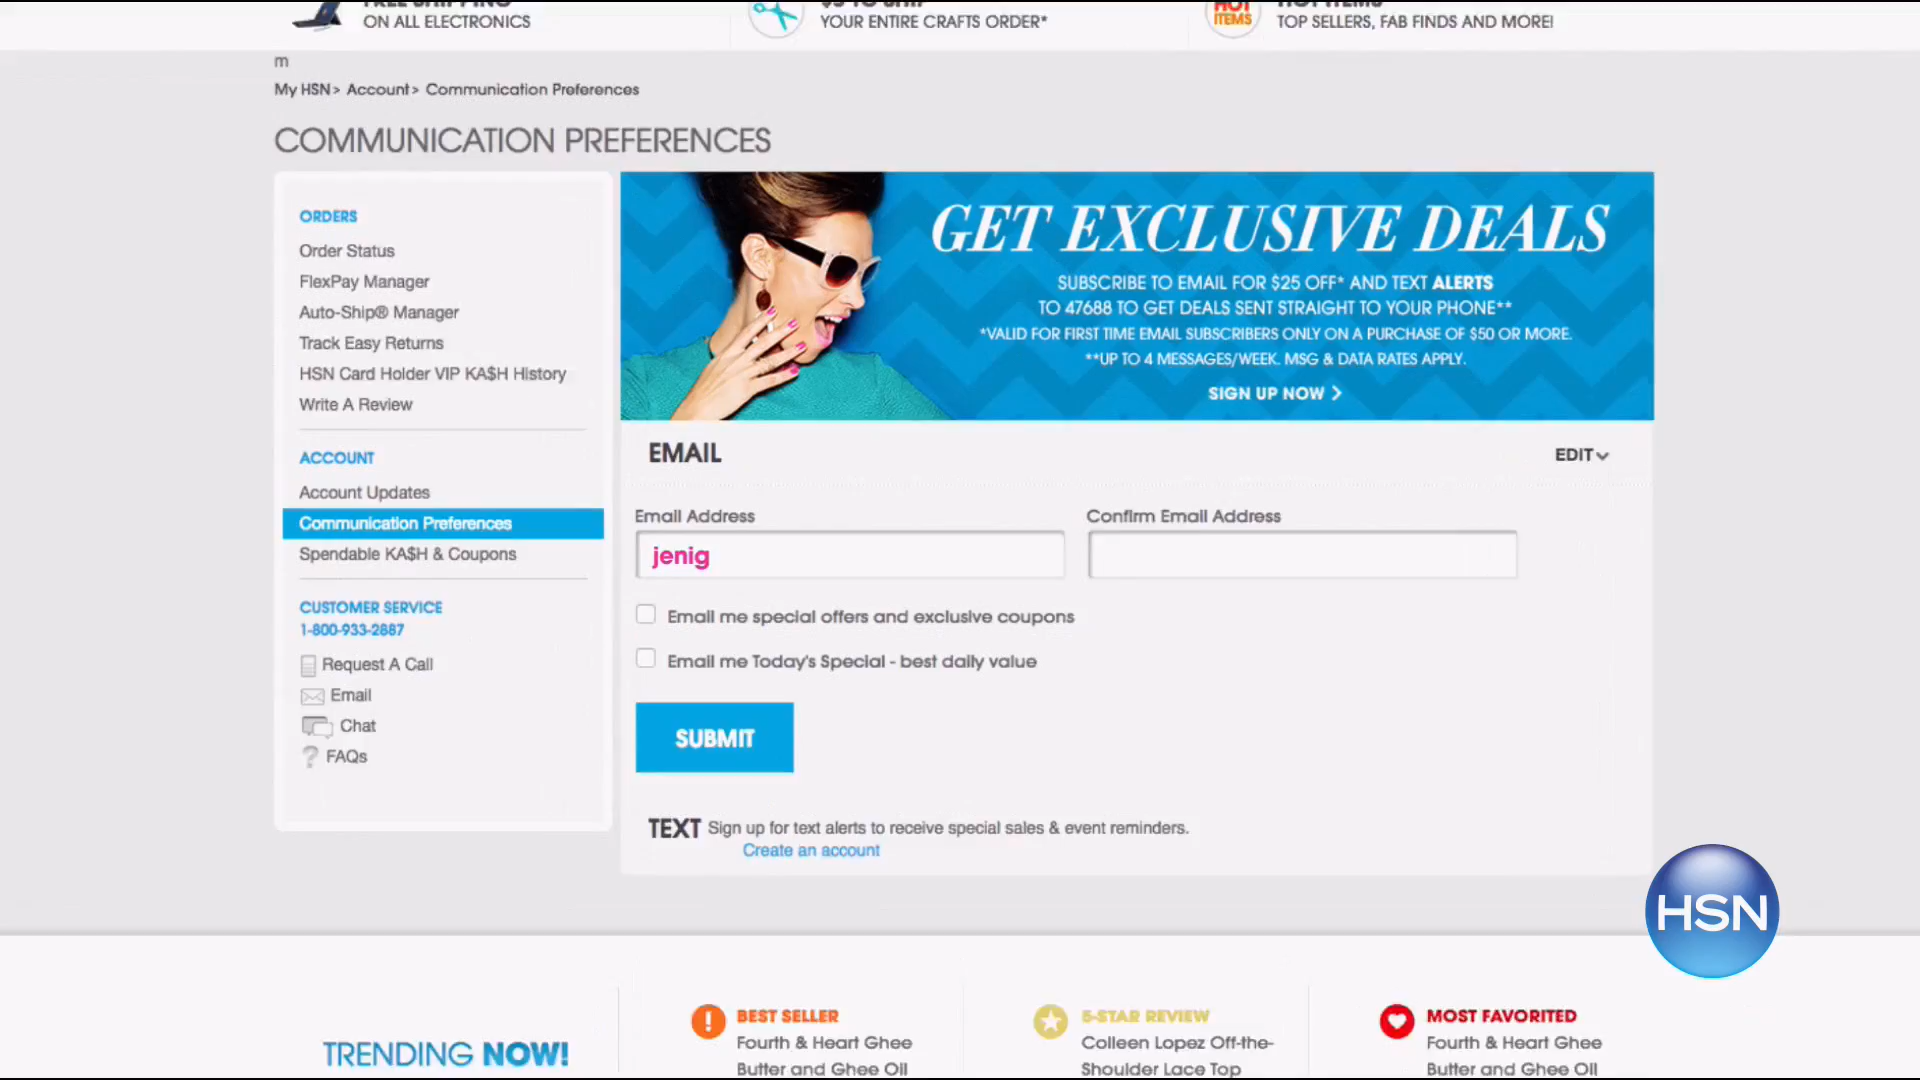 FREE SHIPPING
ON ALL ELECTRONICS
$5 TO SHIP
YOUR ENTIRE CRAFTS ORDER*
HOT ITEMS
HOT ITEMS
TOP SELLERS, FAB FINDS AND MORE!
m
My HSN> Account> Communication Preferences
COMMUNICATION PREFERENCES
ORDERS
Order Status
FlexPay Manager
Auto-Ship® Manager
Track Easy Returns
HSN Card Holder VIP KA$H History
Write A Review
ACCOUNT
Account Updates
Communication Preferences
Spendable KA$H & Coupons
CUSTOMER SERVICE
1-800-933-2887
Request A Call
Email
Chat
FAQs
GET EXCLUSIVE DEALS
SUBSCRIBE TO EMAIL FOR $25 OFF* AND TEXT ALERTS
TO 47688 TO GET DEALS SENT STRAIGHT TO YOUR PHONE**
*VALID FOR FIRST TIME EMAIL SUBSCRIBERS ONLY ON A PURCHASE OF $50 OR MORE.
**UP TO 4 MESSAGES/WEEK. MSG & DATA RATES APPLY.
SIGN UP NOW >
EMAIL
EDIT
Email Address
Confirm Email Address
jenig
Email me special offers and exclusive coupons
Email me Today's Special - best daily value
SUBMIT
TEXT Sign up for text alerts to receive special sales & event reminders.
Create an account
HSN
TRENDING NOW!
BEST SELLER
Fourth & Heart Ghee
Butter and Ghee Oil
5-STAR REVIEW
Colleen Lopez Off-the-
Shoulder Lace Top
MOST FAVORITED
Fourth & Heart Ghee
Butter and Ghee Oil